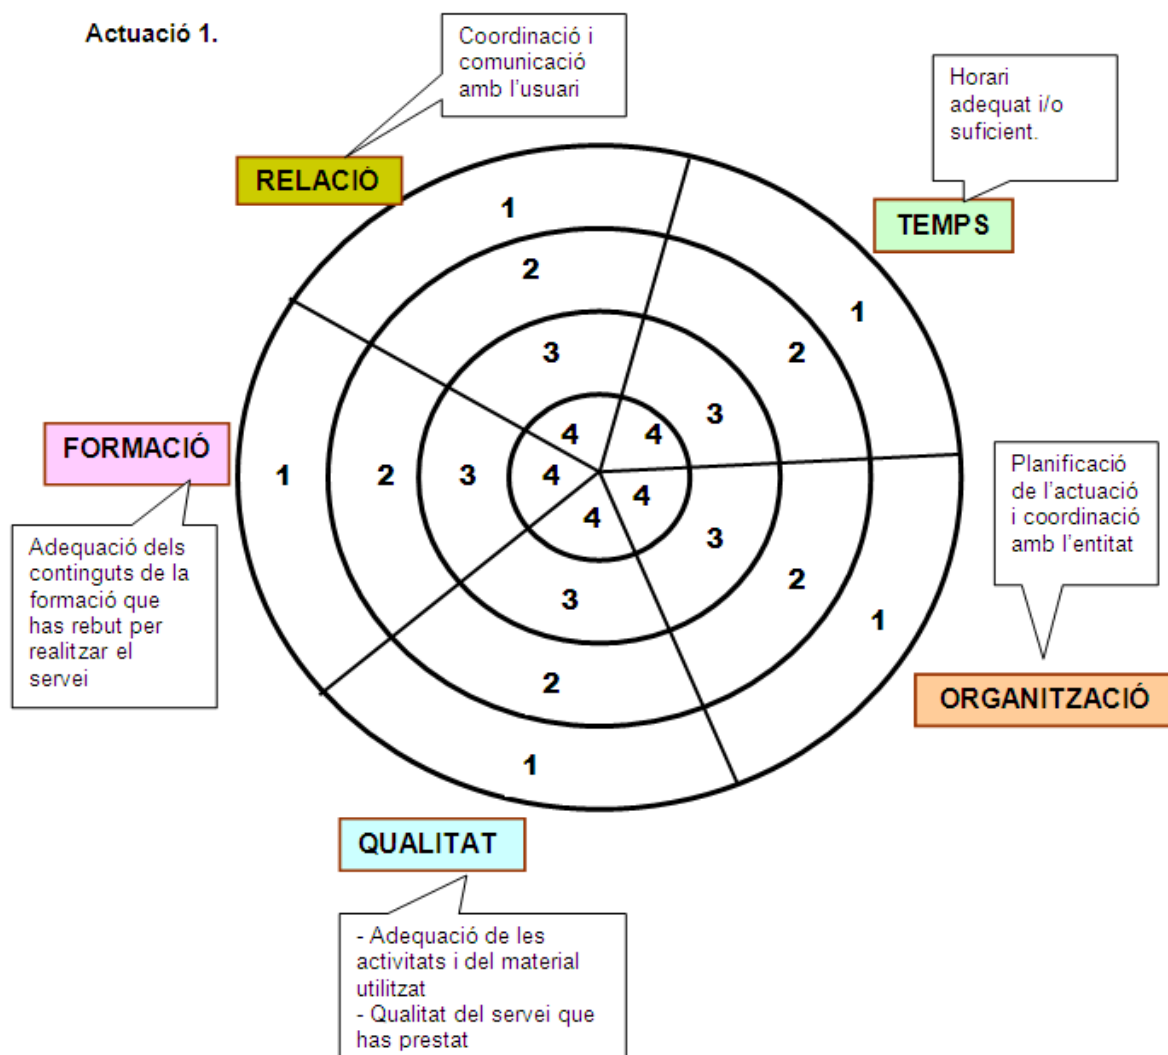 Actuació 1.
Coordinació i
comunicació
amb l'usuari
Horari
adequat i/o
suficient.
RELACIÓ
TEMPS
1
2
3
4
1
2
3
4
FORMACIÓ
1
2
3
4
Adequació dels
continguts de la
formació que
has rebut per
realitzar el
servei
Planificació
de l'actuació
i coordinació
amb l'entitat
4
3
2
1
ORGANITZACIÓ
4
3
2
1
QUALITAT
- Adequació de les
activitats i del material
utilitzat
- Qualitat del servei que
has prestat